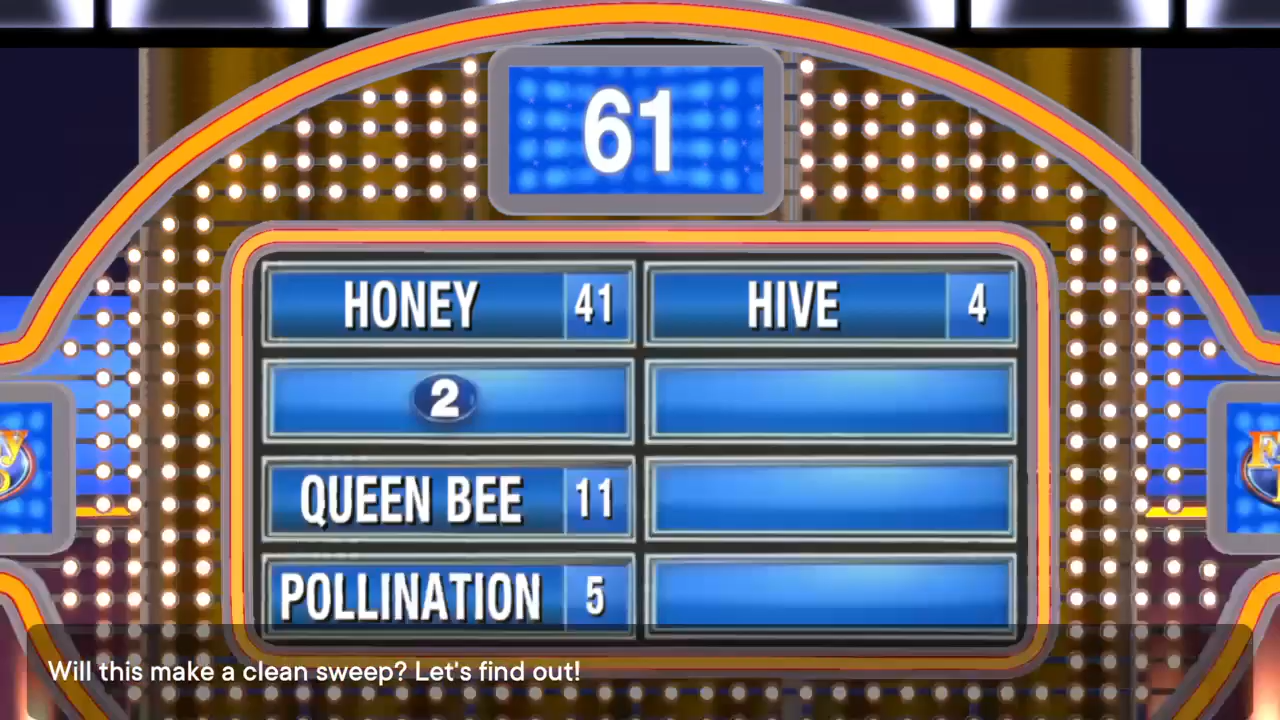 61
HONEY 41
HIVE 4
2
QUEEN BEE 11
POLLINATION 5
Will this make a clean sweep? Let's find out!